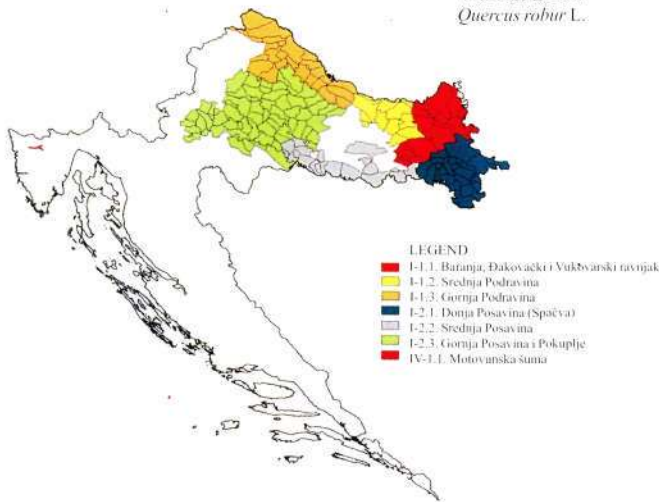 Quercus robur L.
LEGEND
I-1.1. Baranja, Đakovački i Vukovarski ravnjak
I-1.2. Srednja Podravina
I-1.3. Gornja Podravina
I-2.1. Donja Posavina (Spačva)
I-2.2. Srednja Posavina
I-2.3. Gornja Posavina i Pokuplje
IV-1.1. Motovunska šuma